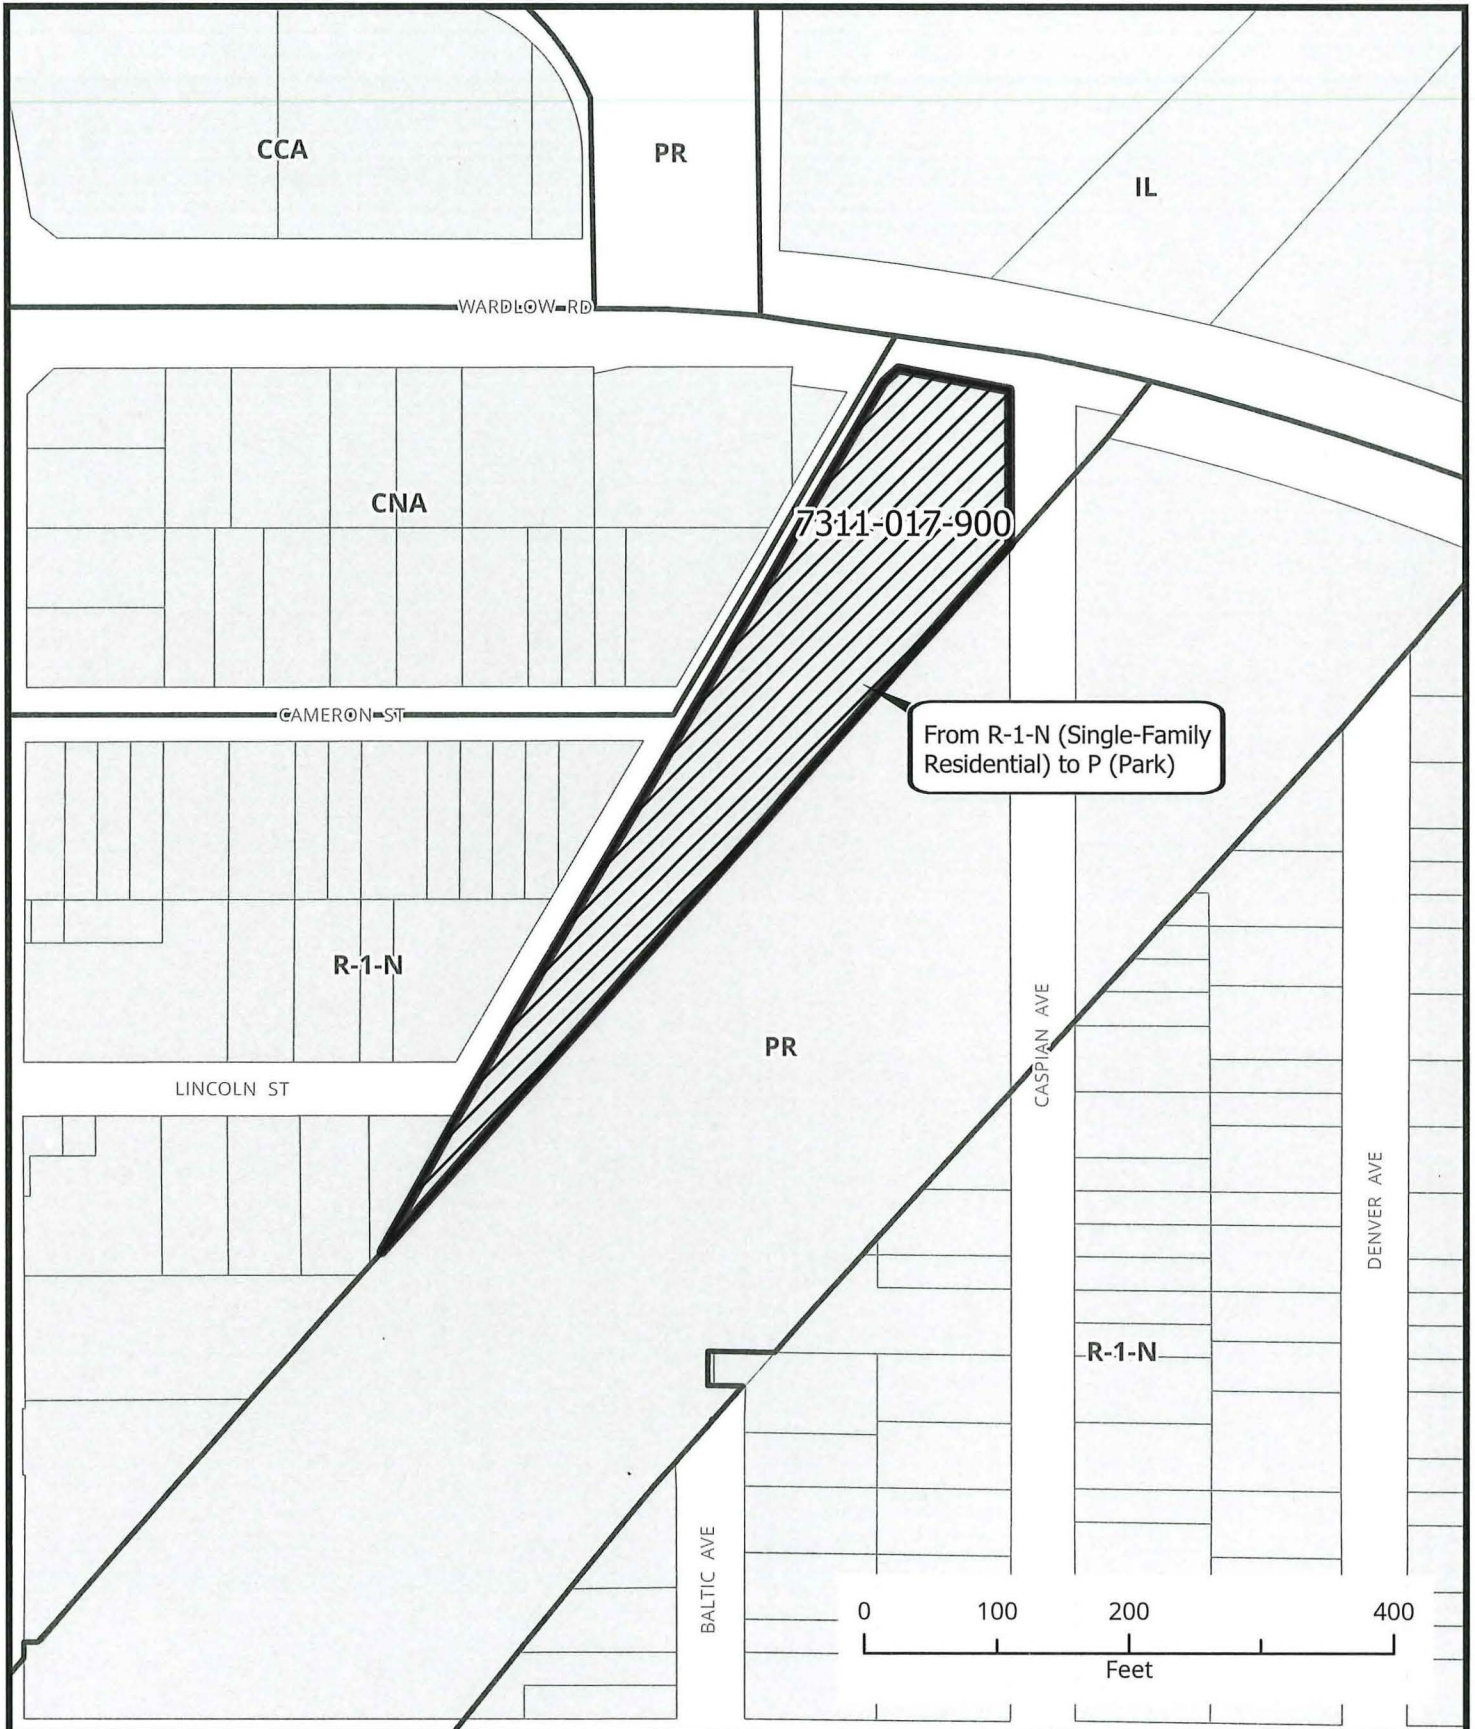 CCA
PR
IL
WARDLOW RD
CNA
7311-017-900
CAMERON ST
From R-1-N (Single-Family
Residential) to P (Park)
R-1-N
PR
CASPIAN AVE
LINCOLN ST
DENVER AVE
R-1-N
BALTIC AVE
0 100 200 400
Feet